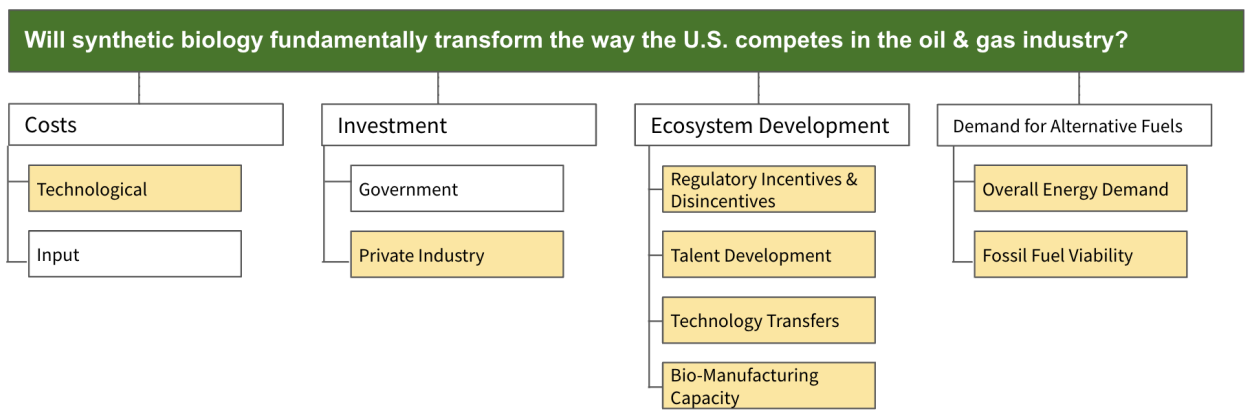 Will synthetic biology fundamentally transform the way the U.S. competes in the oil & gas industry?
Costs
Technological
Input
Investment
Government
Private Industry
Ecosystem Development
Regulatory Incentives &
Disincentives
Talent Development
Technology Transfers
Bio-Manufacturing
Capacity
Demand for Alternative Fuels
Overall Energy Demand
Fossil Fuel Viability